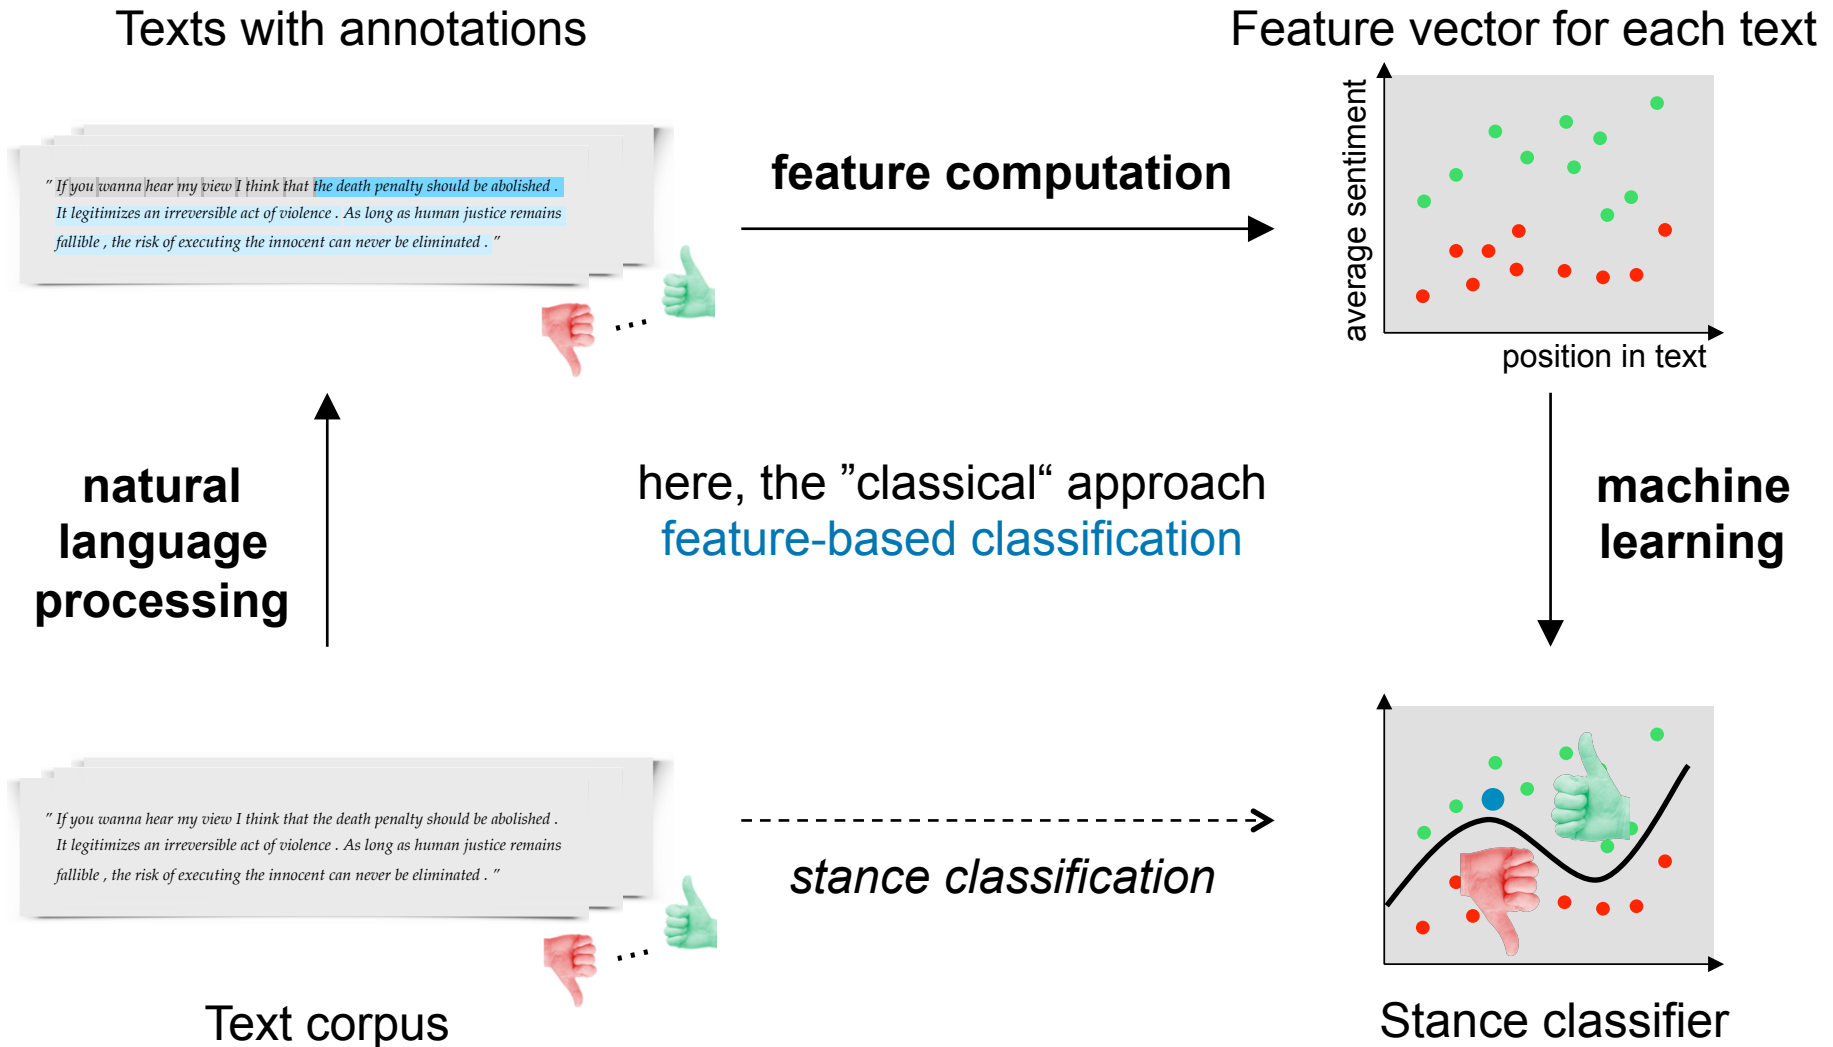 Texts with annotations
Feature vector for each text
" If you wanna hear my view I think that the death penalty should be abolished .
It legitimizes an irreversible act of violence . As long as human justice remains
fallible , the risk of executing the innocent can never be eliminated . "
...
feature computation
average sentiment
position in text
natural
language
processing
here, the ”classical“ approach
feature-based classification
machine
learning
" If you wanna hear my view I think that the death penalty should be abolished .
It legitimizes an irreversible act of violence . As long as human justice remains
fallible , the risk of executing the innocent can never be eliminated . "
...
stance classification
Text corpus
Stance classifier